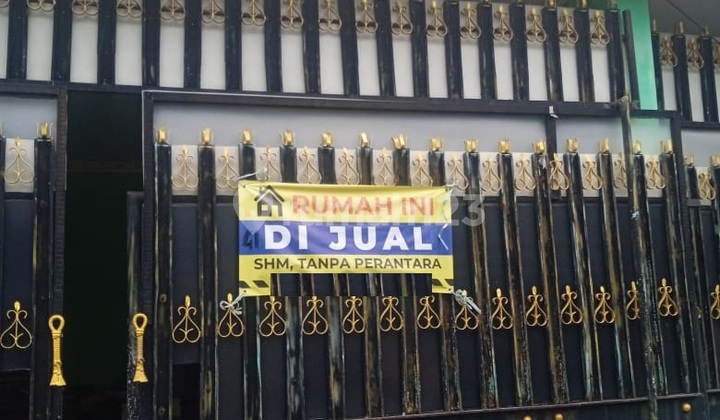 RUMAH INI
DI JUAL
SHM, TANPA PERANTARA